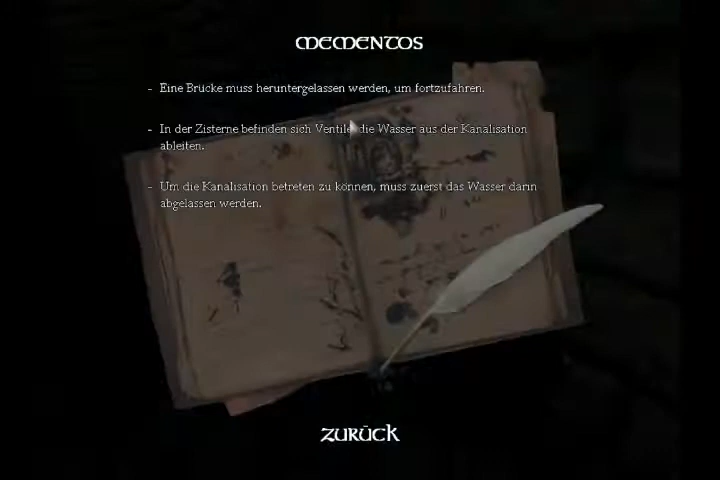 MEMENTOS
- Eine Brücke muss heruntergelassen werden, um fortzufahren.
- In der Zisterne befinden sich Ventile die Wasser aus der Kanalisation
ableiten.
- Um die Kanalisation betreten zu können, muss zuerst das Wasser darin
abgelassen werden.
ZURÜCK